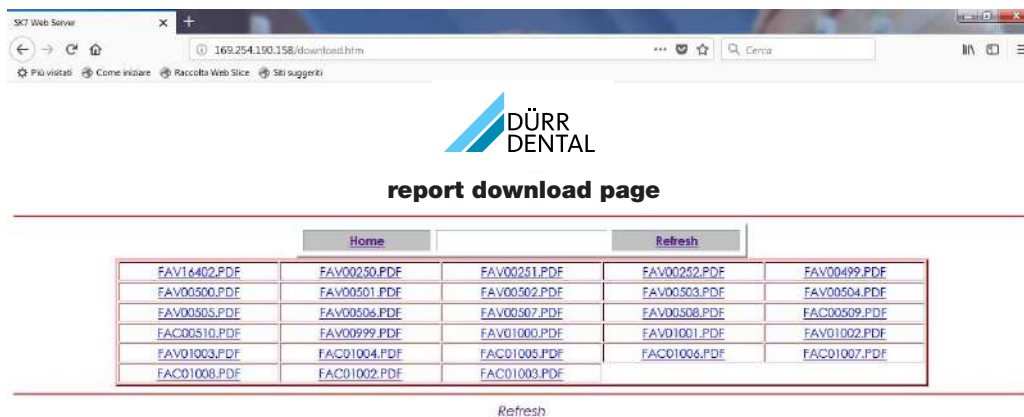 SK7 Web Server
169.254.190.158/download.htm
Cerca
Più visitati Come iniziare Raccolta Web Slice Siti suggeriti
DÜRR
DENTAL
report download page
Home Refresh
FAV16402.PDF FAV00250.PDF FAV00251.PDF FAV00252.PDF FAV00499.PDF
FAV00500.PDF FAV00501.PDF FAV00502.PDF FAV00503.PDF FAV00504.PDF
FAV00505.PDF FAV00506.PDF FAV00507.PDF FAV00508.PDF FAC00509.PDF
FAC00510.PDF FAV00999.PDF FAV01000.PDF FAV01001.PDF FAV01002.PDF
FAV01003.PDF FAC01004.PDF FAC01005.PDF FAC01006.PDF FAC01007.PDF
FAC01008.PDF FAC01002.PDF FAC01003.PDF
Refresh